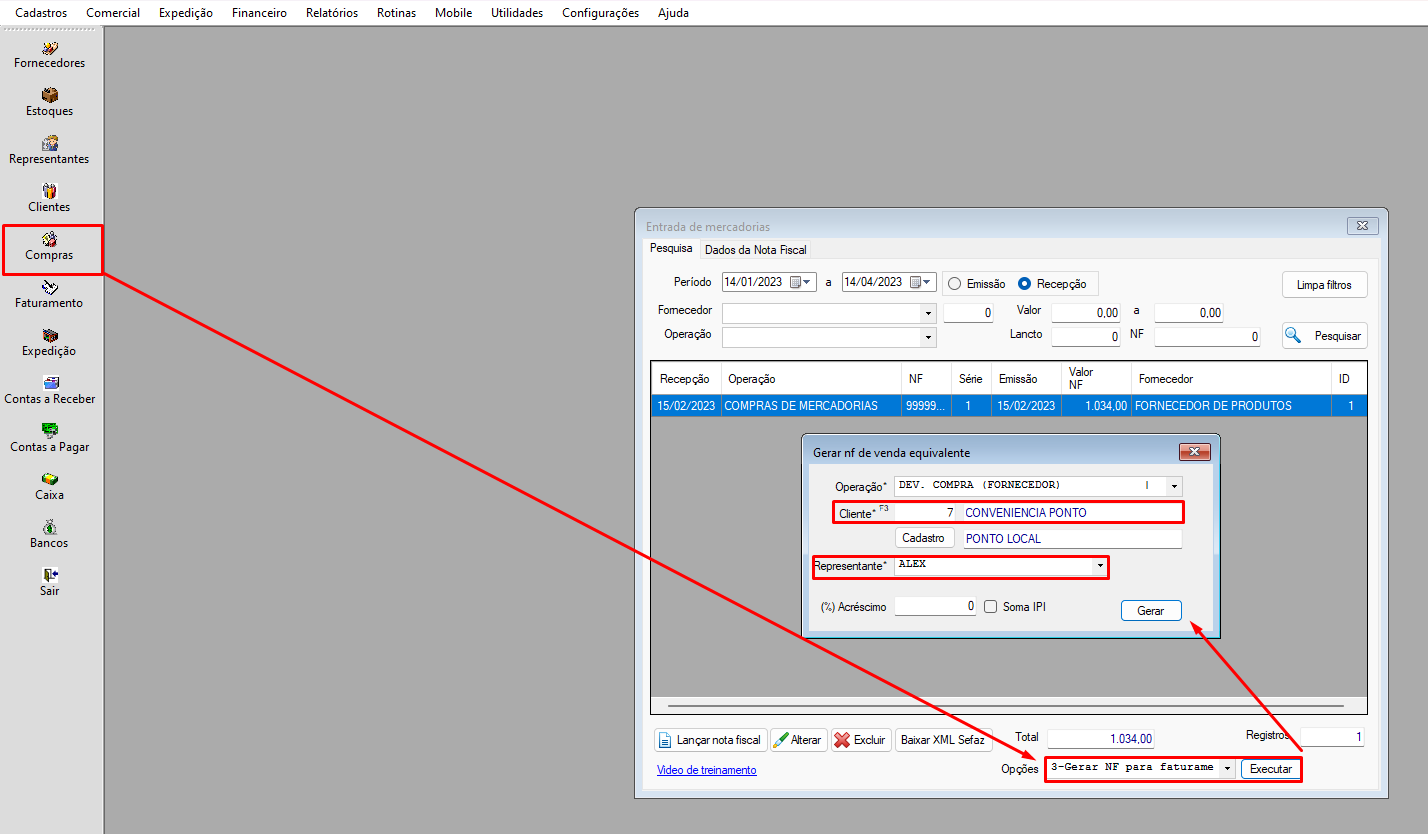 Cadastros Comercial Expedição Financeiro Relatórios Rotinas Mobile Utilidades Configurações Ajuda
Fornecedores
Estoques
Representantes
Clientes
Compras
Faturamento
Expedição
Contas a Receber
Contas a Pagar
Caixa
Bancos
Sair
Entrada de mercadorias
Pesquisa Dados da Nota Fiscal
Período 14/01/2023 a 14/04/2023 Emissão Recepção Limpa filtros
Fornecedor 0 Valor 0,00 a 0,00
Operação Lancto 0 NF 0 Pesquisar
Recepção Operação NF Série Emissão Valor NF Fornecedor ID
15/02/2023 COMPRAS DE MERCADORIAS 99999... 1 15/02/2023 1.034,00 FORNECEDOR DE PRODUTOS 1
Gerar nf de venda equivalente
Operação* DEV. COMPRA (FORNECEDOR) I
Cliente* F3 7 CONVENIENCIA PONTO
Cadastro PONTO LOCAL
Representante* ALEX
(%) Acréscimo 0 Soma IPI Gerar
Lançar nota fiscal Alterar Excluir Baixar XML Sefaz Total 1.034,00 Registros 1
Video de treinamento Opções 3-Gerar NF para faturame Executar